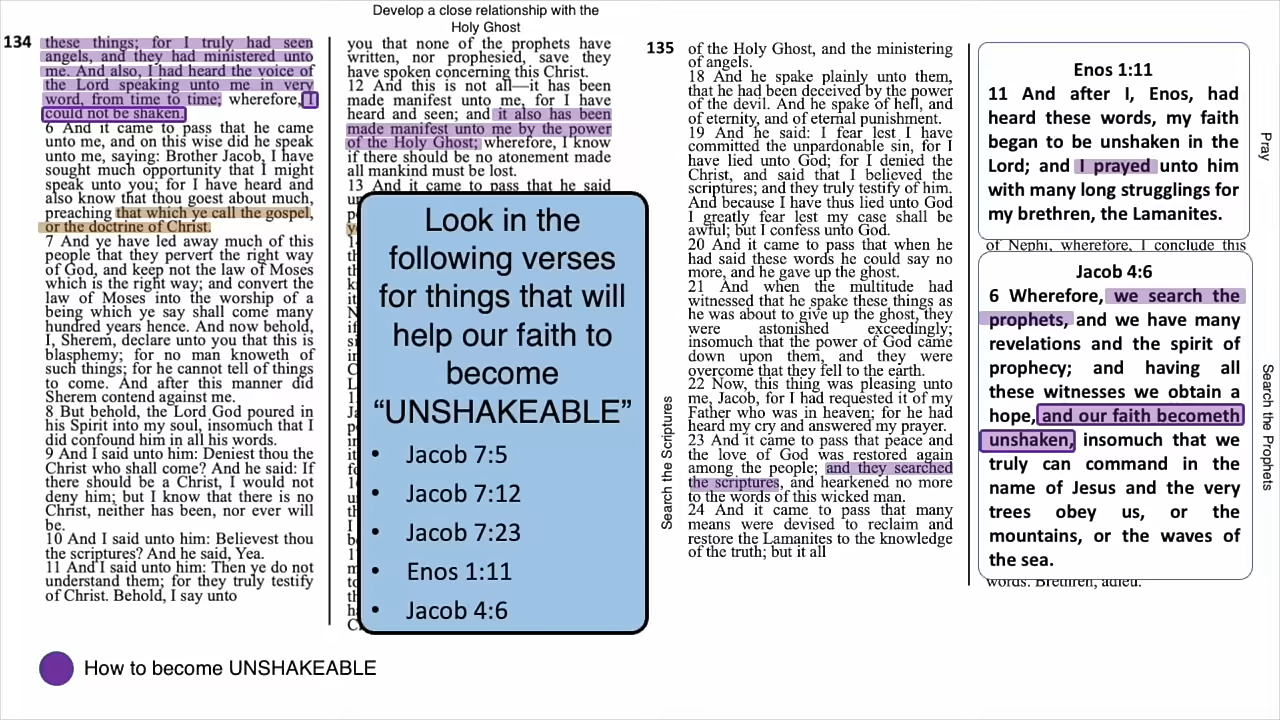 Develop a close relationship with the
Holy Ghost
134
these things; for I truly had seen
angels, and they had ministered unto
me. And also, I had heard the voice of
the Lord speaking unto me in very
word, from time to time; wherefore, I
could not be shaken.
6 And it came to pass that he came
unto me, and on this wise did he speak
unto me, saying: Brother Jacob, I have
sought much opportunity that I might
speak unto you; for I have heard and
also know that thou goest about much,
preaching that which ye call the gospel,
or the doctrine of Christ.
7 And ye have led away much of this
people that they pervert the right way
of God, and keep not the law of Moses
which is the right way; and convert the
law of Moses into the worship of a
being which ye say shall come many
hundred years hence. And now behold,
I, Sherem, declare unto you that this is
blasphemy; for no man knoweth of
such things; for he cannot tell of things
to come. And after this manner did
Sherem contend against me.
8 But behold, the Lord God poured in
his Spirit into my soul, insomuch that I
did confound him in all his words.
9 And I said unto him: Deniest thou the
Christ who shall come? And he said: If
there should be a Christ, I would not
deny him; but I know that there is no
Christ, neither has been, nor ever will
be.
10 And I said unto him: Believest thou
the scriptures? And he said, Yea.
11 And I said unto him: Then ye do not
understand them; for they truly testify
of Christ. Behold, I say unto
you that none of the prophets have
written, nor prophesied, save they
have spoken concerning this Christ.
12 And this is not all—it has been
made manifest unto me, for I have
heard and seen; and it also has been
made manifest unto me by the power
of the Holy Ghost; wherefore, I know
if there should be no atonement made
all mankind must be lost.
13 And it came to pass that he said
Look in the
following verses
for things that will
help our faith to
become
“UNSHAKEABLE”
• Jacob 7:5
• Jacob 7:12
• Jacob 7:23
• Enos 1:11
• Jacob 4:6
Search the Scriptures
135
of the Holy Ghost, and the ministering
of angels.
18 And he spake plainly unto them,
that he had been deceived by the power
of the devil. And he spake of hell, and
of eternity, and of eternal punishment.
19 And he said: I fear lest I have
committed the unpardonable sin, for I
have lied unto God; for I denied the
Christ, and said that I believed the
scriptures; and they truly testify of him.
And because I have thus lied unto God
I greatly fear lest my case shall be
awful; but I confess unto God.
20 And it came to pass that when he
had said these words he could say no
more, and he gave up the ghost.
21 And when the multitude had
witnessed that he spake these things as
he was about to give up the ghost, they
were astonished exceedingly;
insomuch that the power of God came
down upon them, and they were
overcome that they fell to the earth.
22 Now, this thing was pleasing unto
me, Jacob, for I had requested it of my
Father who was in heaven; for he had
heard my cry and answered my prayer.
23 And it came to pass that peace and
the love of God was restored again
among the people; and they searched
the scriptures, and hearkened no more
to the words of this wicked man.
24 And it came to pass that many
means were devised to reclaim and
restore the Lamanites to the knowledge
of the truth; but it all
Enos 1:11
11 And after I, Enos, had
heard these words, my faith
began to be unshaken in the
Lord; and I prayed unto him
with many long strugglings for
my brethren, the Lamanites.
Pray
of Nephi, wherefore, I conclude this
Jacob 4:6
6 Wherefore, we search the
prophets, and we have many
revelations and the spirit of
prophecy; and having all
these witnesses we obtain a
hope, and our faith becometh
unshaken, insomuch that we
truly can command in the
name of Jesus and the very
trees obey us, or the
mountains, or the waves of
the sea.
Search the Prophets
words. Brethren, adieu.
How to become UNSHAKEABLE